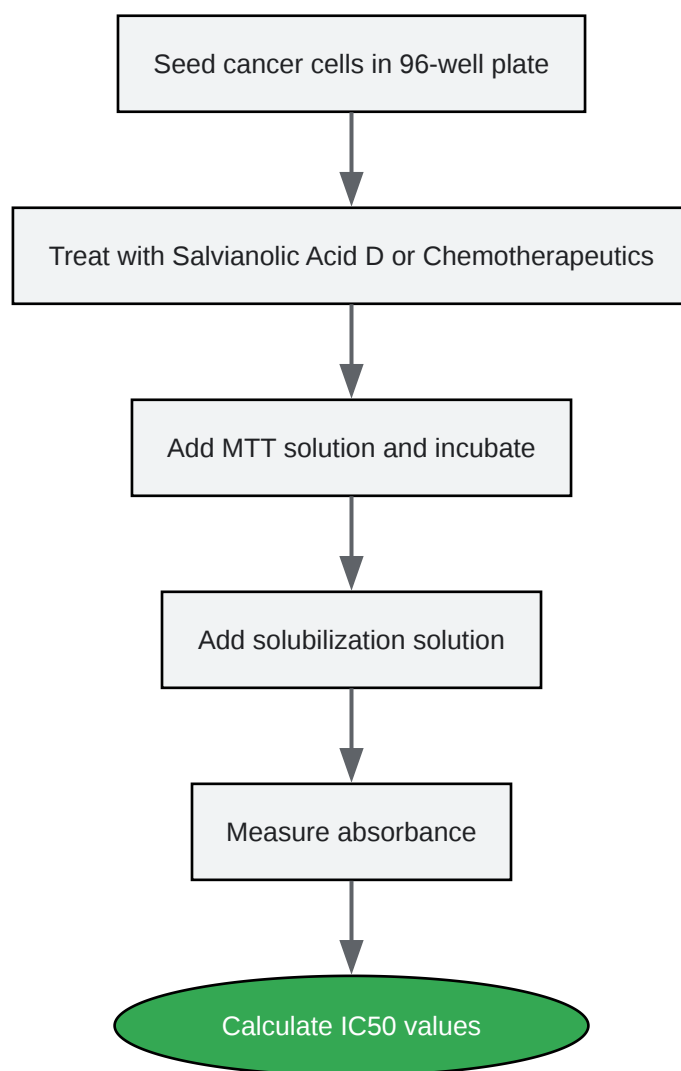 Seed cancer cells in 96-well plate
Treat with Salvianolic Acid D or Chemotherapeutics
Add MTT solution and incubate
Add solubilization solution
Measure absorbance
Calculate IC50 values